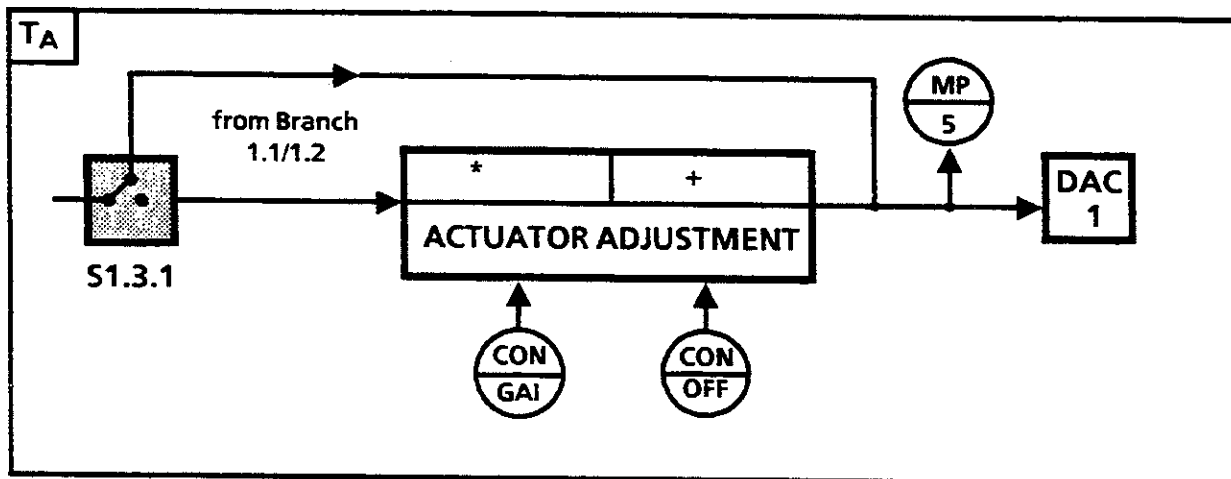 TA
from Branch
1.1/1.2
S1.3.1
* +
ACTUATOR ADJUSTMENT
CON
GAI
CON
OFF
MP
5
DAC
1